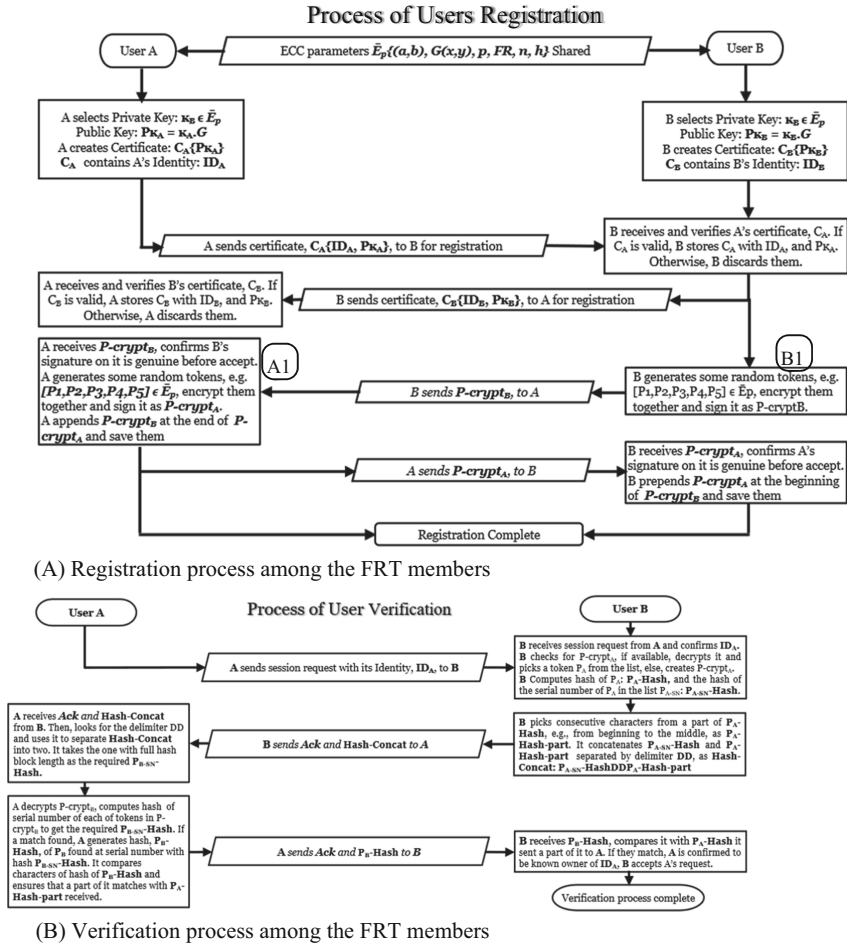 Process of Users Registration
User A
ECC parameters Ēp{(a,b), G(x,y), p, FR, n, h} Shared
User B
A selects Private Key: κB ϵ Ēp
Public Key: PκA = κA.G
A creates Certificate: CA{PκA}
CA contains A's Identity: IDA
B selects Private Key: κB ϵ Ēp
Public Key: PκB = κB.G
B creates Certificate: CB{PκB}
CB contains B's Identity: IDB
A sends certificate, CA{IDA, PκA}, to B for registration
B receives and verifies A's certificate, CA. If
CA is valid, B stores CA with IDA, and PκA.
Otherwise, B discards them.
A receives and verifies B's certificate, CB. If
CB is valid, A stores CB with IDB, and PκB.
Otherwise, A discards them.
B sends certificate, CB{IDB, PκB}, to A for registration
A receives P-cryptB, confirms B's
signature on it is genuine before accept.
A generates some random tokens, e.g.
[P1,P2,P3,P4,P5] ϵ Ēp, encrypt them
together and sign it as P-cryptA.
A appends P-cryptB at the end of P-
cryptA and save them
A1
B sends P-cryptB, to A
B1
B generates some random tokens, e.g.
[P1,P2,P3,P4,P5] ϵ Ēp, encrypt them
together and sign it as P-cryptB.
A sends P-cryptA, to B
B receives P-cryptA, confirms A's
signature on it is genuine before accept.
B prepends P-cryptA at the beginning
of P-cryptB and save them
Registration Complete
(A) Registration process among the FRT members
User A
Process of User Verification
User B
A sends session request with its Identity, IDA, to B
B receives session request from A and confirms IDA.
B checks for P-cryptA, if available, decrypts it and
picks a token PA from the list, else, creates P-cryptA.
B Computes hash of PA: PA-Hash, and the hash of
the serial number of PA in the list PA-SN: PA-SN-Hash.
A receives Ack and Hash-Concat
from B. Then, looks for the delimiter DD
and uses it to separate Hash-Concat
into two. It takes the one with full hash
block length as the required PB-SN-
Hash.
B sends Ack and Hash-Concat to A
B picks consecutive characters from a part of PA-
Hash, e.g., from beginning to the middle, as PA-
Hash-part. It concatenates PA-SN-Hash and PA-
Hash-part separated by delimiter DD, as Hash-
Concat: PA-SN-HashDDPA-Hash-part
A decrypts P-cryptB, computes hash of
serial number of each of tokens in P-
cryptB to get the required PB-SN-Hash. If
a match found, A generates hash, PB-
Hash, of PB found at serial number with
hash PB-SN-Hash. It compares
characters of hash of PB-Hash and
ensures that a part of it matches with PA-
Hash-part received.
A sends Ack and PB-Hash to B
B receives PB-Hash, compares it with PA-Hash it
sent a part of it to A. If they match, A is confirmed to
be known owner of IDA, B accepts A's request.
Verification process complete
(B) Verification process among the FRT members